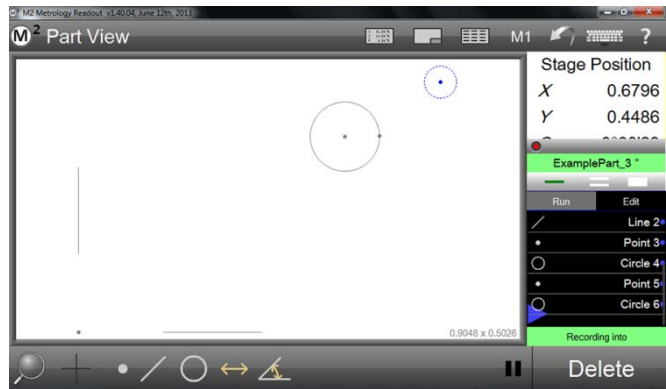 M2 Metrology Readout v1.40.04, June 12th, 2013
M² Part View
M1
?
Stage Position
X 0.6796
Y 0.4486
ExamplePart_3 *
Run Edit
Line 2
Point 3
Circle 4
Point 5
Circle 6
0.9048 x 0.5026
Recording into
Delete